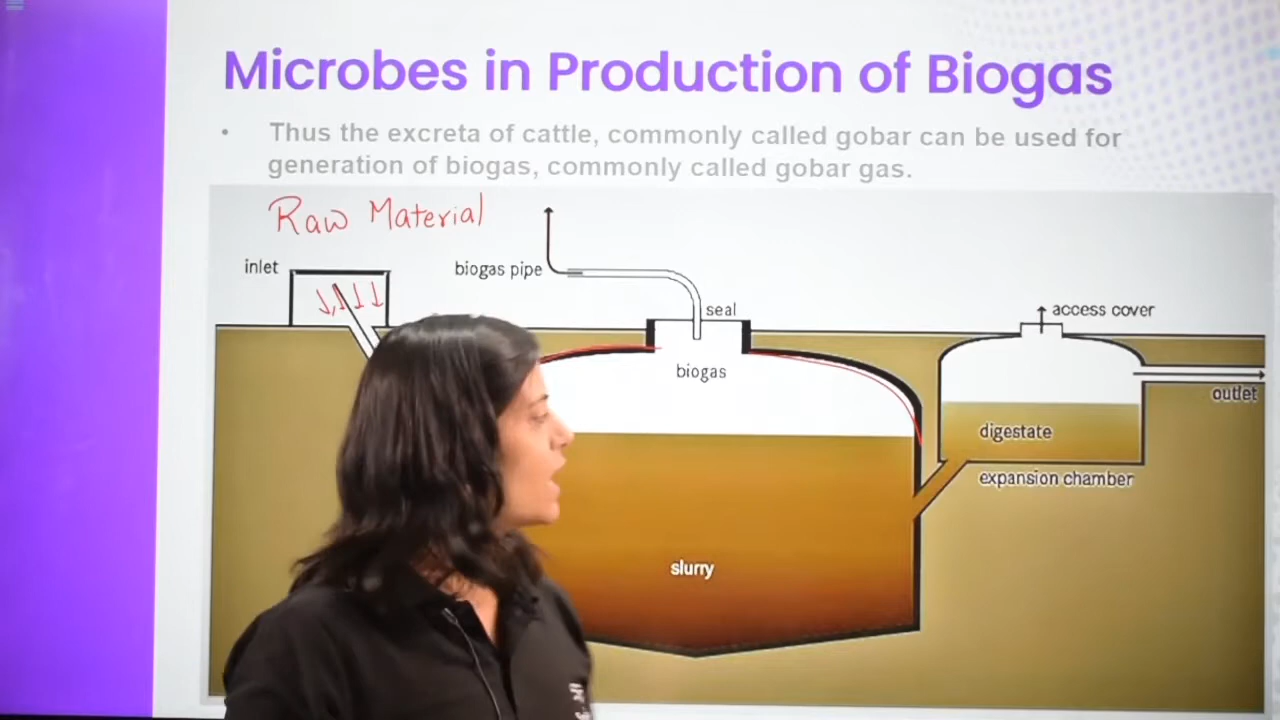 Microbes in Production of Biogas
• Thus the excreta of cattle, commonly called gobar can be used for
generation of biogas, commonly called gobar gas.
Raw Material
inlet
biogas pipe
seal
access cover
biogas
outlet
digestate
expansion chamber
slurry